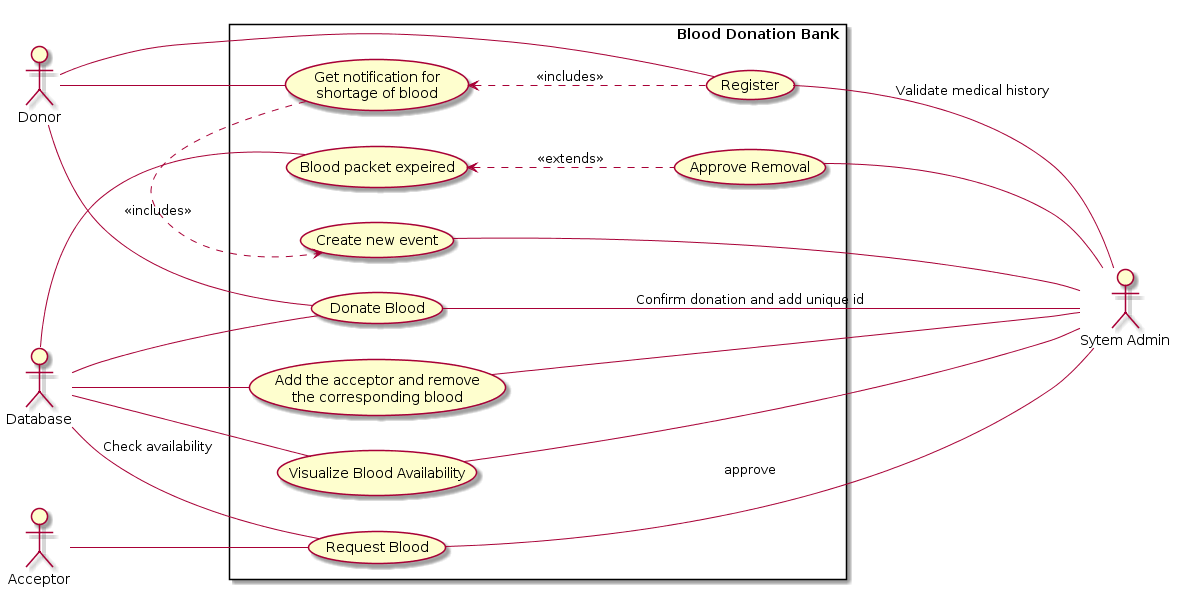 Blood Donation Bank
Donor
Get notification for
shortage of blood
«includes»
Register
Validate medical history
Blood packet expeired
«extends»
Approve Removal
«includes»
Create new event
Donate Blood
Confirm donation and add unique id
Sytem Admin
Database
Add the acceptor and remove
the corresponding blood
Check availability
Visualize Blood Availability
approve
Request Blood
Acceptor